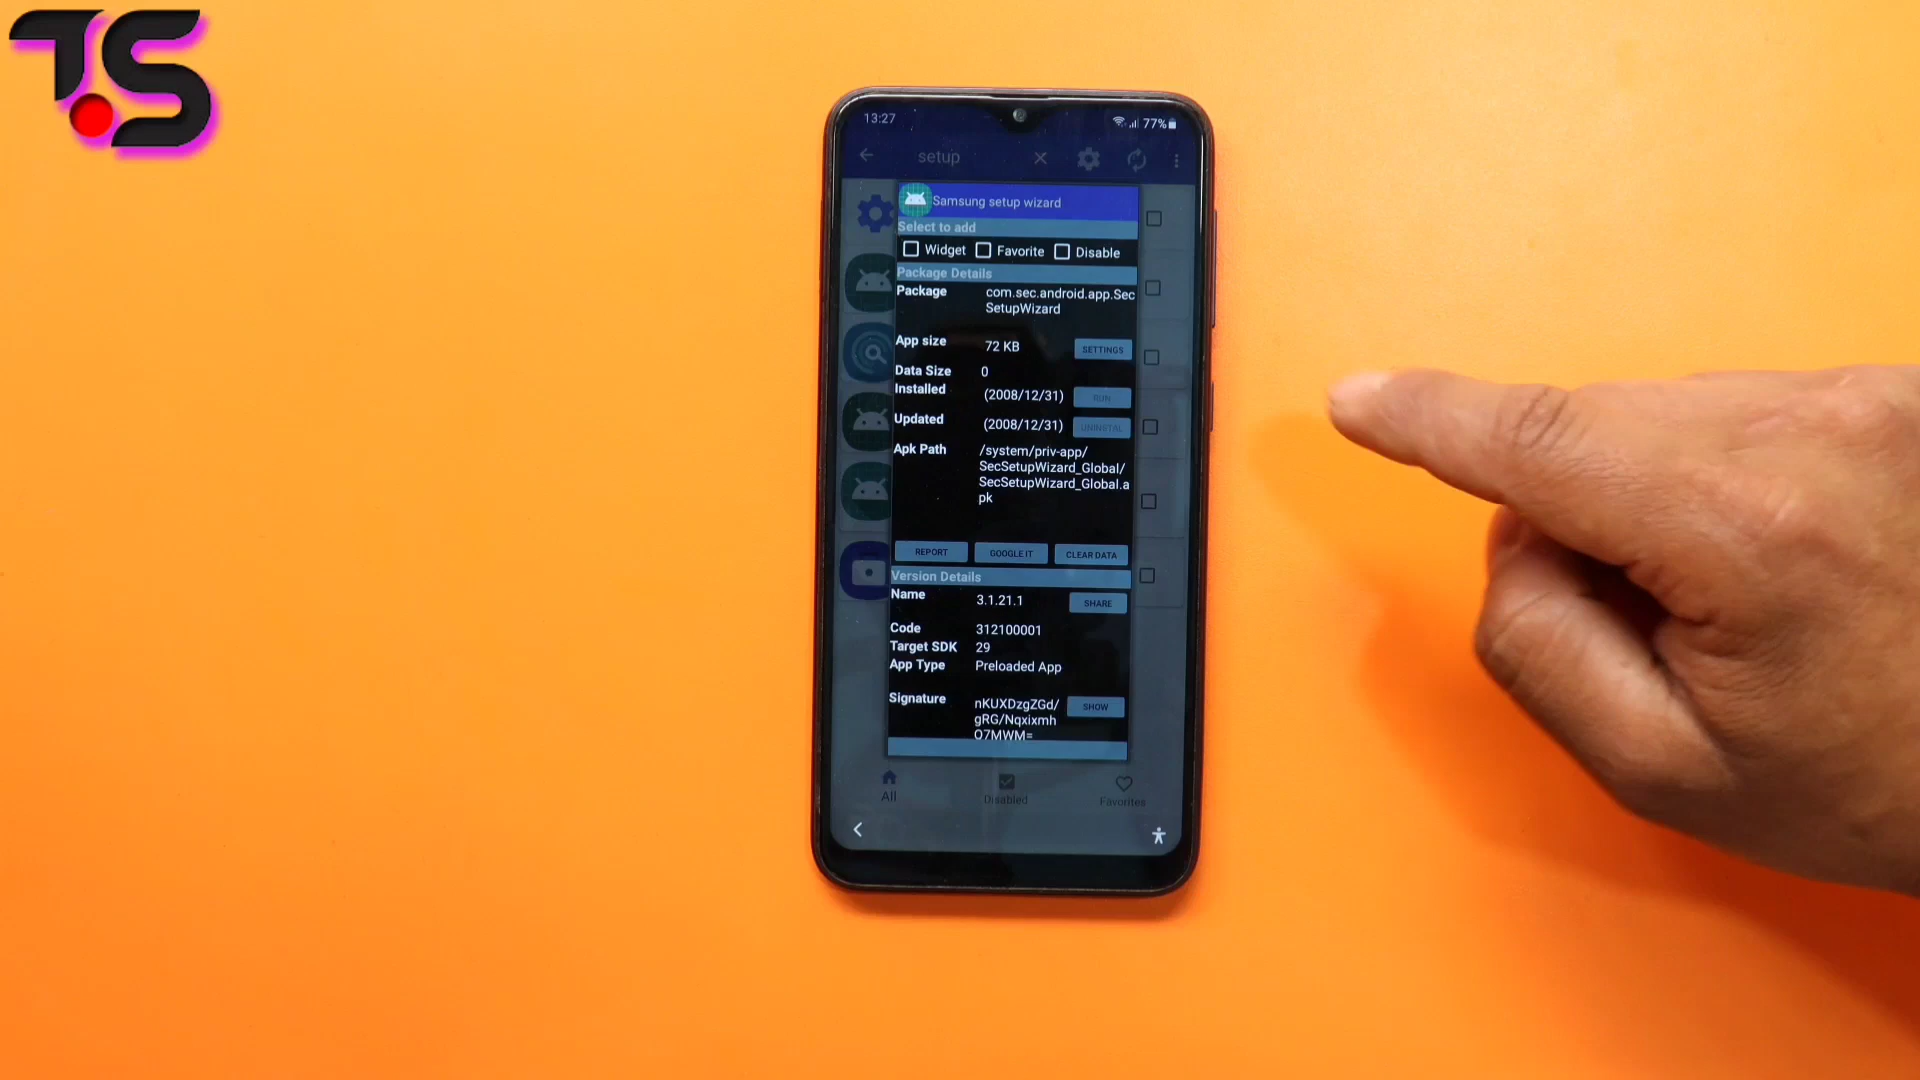 TS
13:27
77%
setup
Samsung setup wizard
Select to add
Widget Favorite Disable
Package Details
Package com.sec.android.app.Sec
SetupWizard
App size 72 KB SETTINGS
Data Size 0
Installed (2008/12/31) RUN
Updated (2008/12/31) UNINSTAL
Apk Path /system/priv-app/
SecSetupWizard_Global/
SecSetupWizard_Global.a
pk
REPORT GOOGLE IT CLEAR DATA
Version Details
Name 3.1.21.1 SHARE
Code 312100001
Target SDK 29
App Type Preloaded App
Signature nKUXDzgZGd/ SHOW
gRG/Nqxixmh
O7MWM=
All Disabled Favorites